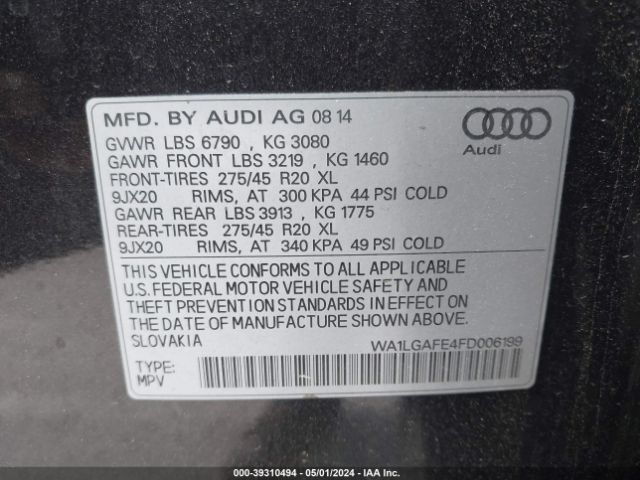 MFD. BY AUDI AG 08 14
GVWR LBS 6790 , KG 3080
GAWR FRONT LBS 3219 , KG 1460
FRONT-TIRES 275/45 R20 XL
9JX20 RIMS, AT 300 KPA 44 PSI COLD
GAWR REAR LBS 3913 , KG 1775
REAR-TIRES 275/45 R20 XL
9JX20 RIMS, AT 340 KPA 49 PSI COLD
Audi
THIS VEHICLE CONFORMS TO ALL APPLICABLE
U.S. FEDERAL MOTOR VEHICLE SAFETY AND
THEFT PREVENTION STANDARDS IN EFFECT ON
THE DATE OF MANUFACTURE SHOWN ABOVE.
SLOVAKIA WA1LGAFE4FD006199
TYPE:
MPV
000-39310494 - 05/01/2024 - IAA Inc.